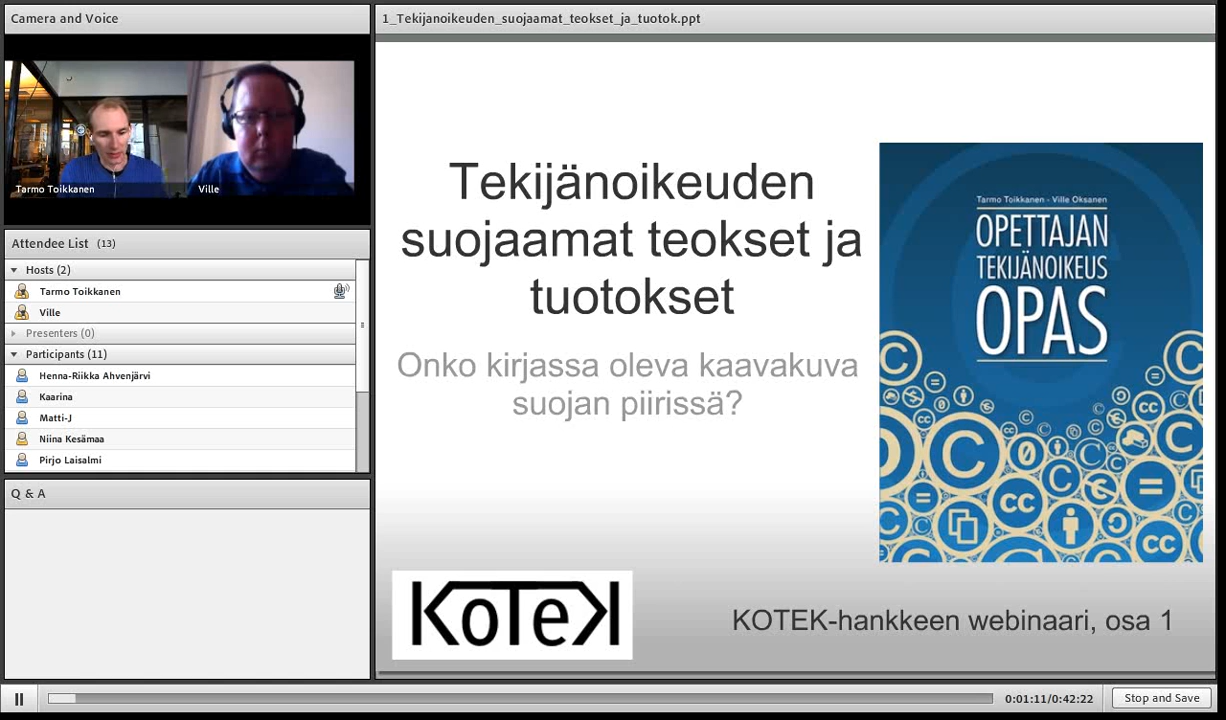 Camera and Voice
Tarmo Toikkanen
Ville
Attendee List (13)
Hosts (2)
Tarmo Toikkanen
Ville
Presenters (0)
Participants (11)
Henna-Riikka Ahvenjärvi
Kaarina
Matti-J
Niina Kesämaa
Pirjo Laisalmi
Q & A
1_Tekijanoikeuden_suojaamat_teokset_ja_tuotok.ppt
Tekijänoikeuden
suojaamat teokset ja
tuotokset
Onko kirjassa oleva kaavakuva
suojan piirissä?
Tarmo Toikkanen - Ville Oksanen
OPETTAJAN
TEKIJÄNOIKEUS
OPAS
KOTEK
KOTEK-hankkeen webinaari, osa 1
0:01:11/0:42:22
Stop and Save